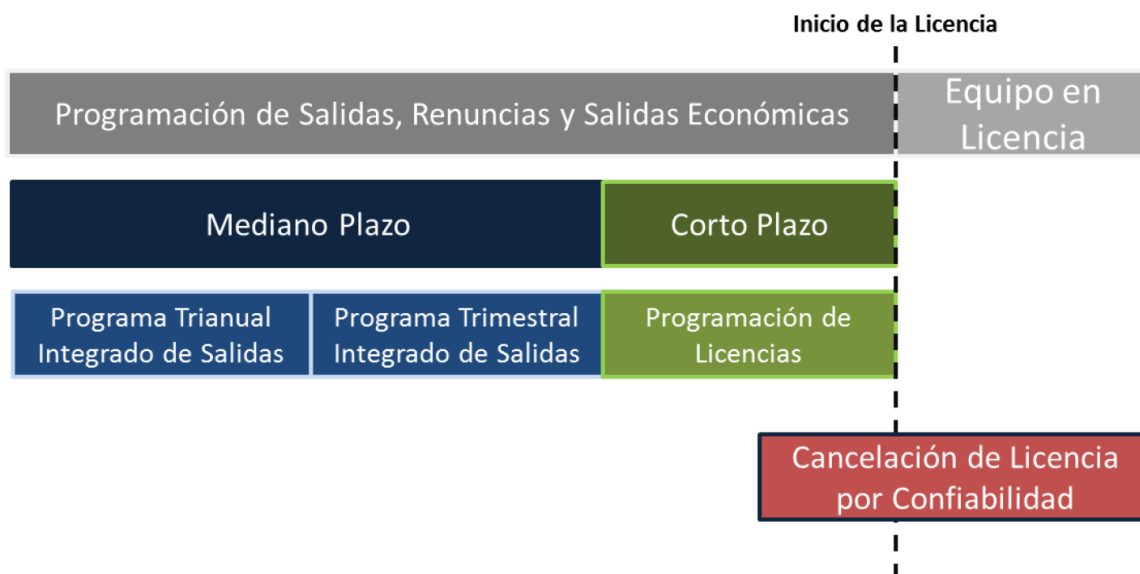 Inicio de la Licencia
Programación de Salidas, Renuncias y Salidas Económicas
Equipo en
Licencia
Mediano Plazo
Corto Plazo
Programa Trianual
Integrado de Salidas
Programa Trimestral
Integrado de Salidas
Programación de
Licencias
Cancelación de Licencia
por Confiabilidad